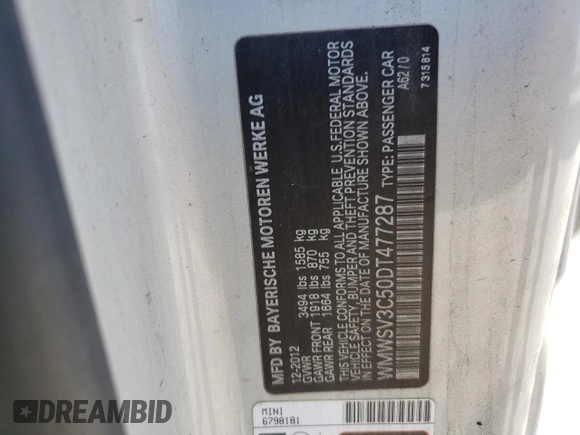 MFD BY BAYERISCHE MOTOREN WERKE AG
12-2012
GVWR 3494 lbs 1585 kg
GAWR FRONT 1918 lbs 870 kg
GAWR REAR 1664 lbs 755 kg
THIS VEHICLE CONFORMS TO ALL APPLICABLE U.S. FEDERAL MOTOR
VEHICLE SAFETY, BUMPER AND THEFT PREVENTION STANDARDS
IN EFFECT ON THE DATE OF MANUFACTURE SHOWN ABOVE.
WMWSV3C50DT477287 TYPE: PASSENGER CAR
A62/0
7315814
MINI
6798181
DREAMBID